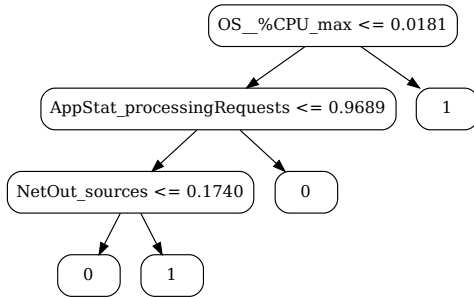 OS__%CPU_max <= 0.0181
AppStat_processingRequests <= 0.9689
1
NetOut_sources <= 0.1740
0
0
1